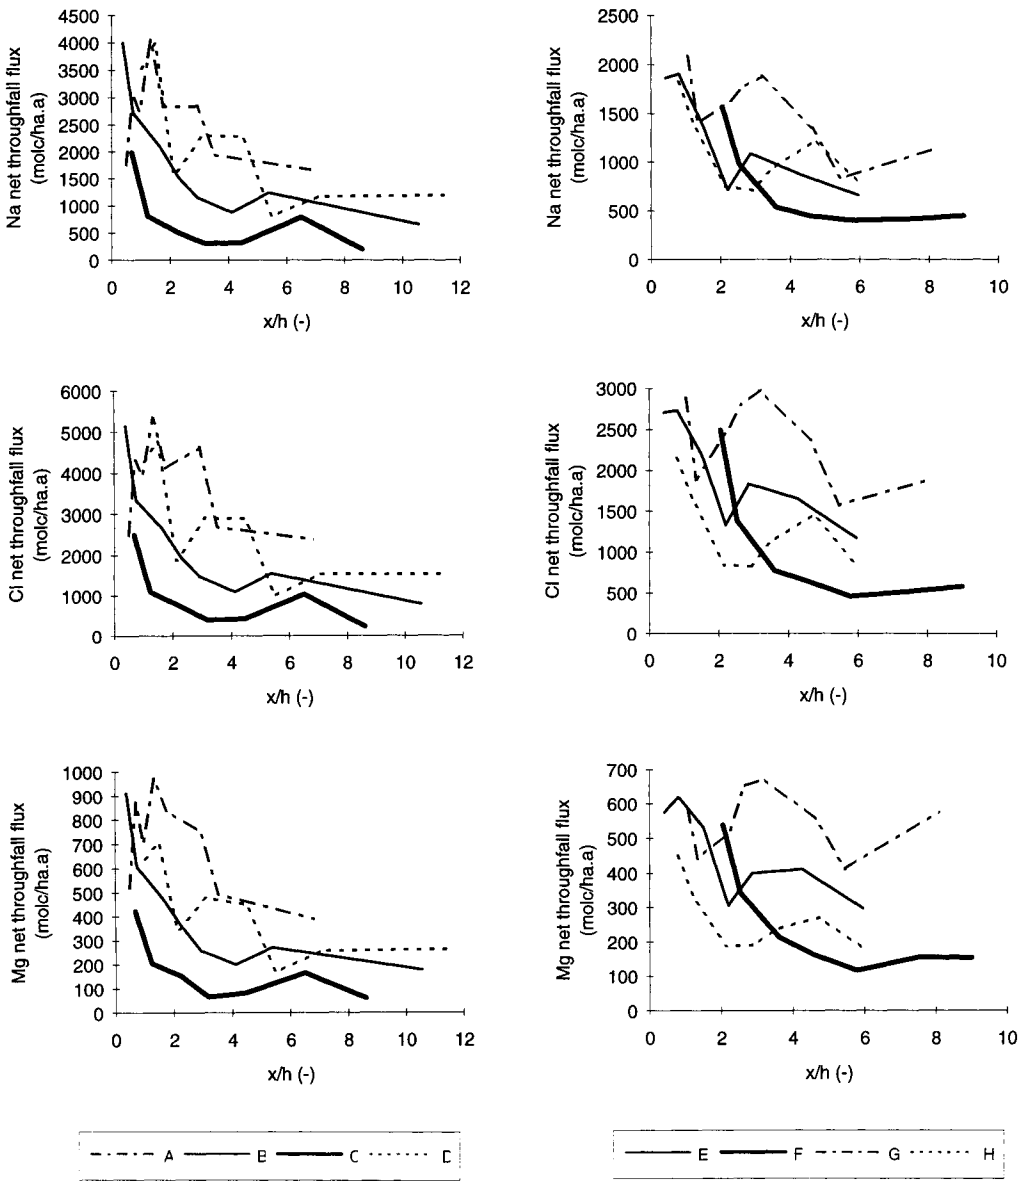 Na net throughfall flux
(molc/ha.a)
4500
4000
3500
3000
2500
2000
1500
1000
500
0
0 2 4 6 8 10 12
x/h (-)
Na net throughfall flux
(molc/ha.a)
2500
2000
1500
1000
500
0
0 2 4 6 8 10
x/h (-)
Cl net throughfall flux
(molc/ha.a)
6000
5000
4000
3000
2000
1000
0
0 2 4 6 8 10 12
x/h (-)
Cl net throughfall flux
(molc/ha.a)
3000
2500
2000
1500
1000
500
0
0 2 4 6 8 10
x/h (-)
Mg net throughfall flux
(molc/ha.a)
1000
900
800
700
600
500
400
300
200
100
0
0 2 4 6 8 10 12
x/h (-)
Mg net throughfall flux
(molc/ha.a)
700
600
500
400
300
200
100
0
0 2 4 6 8 10
x/h (-)
A B C D
E F G H